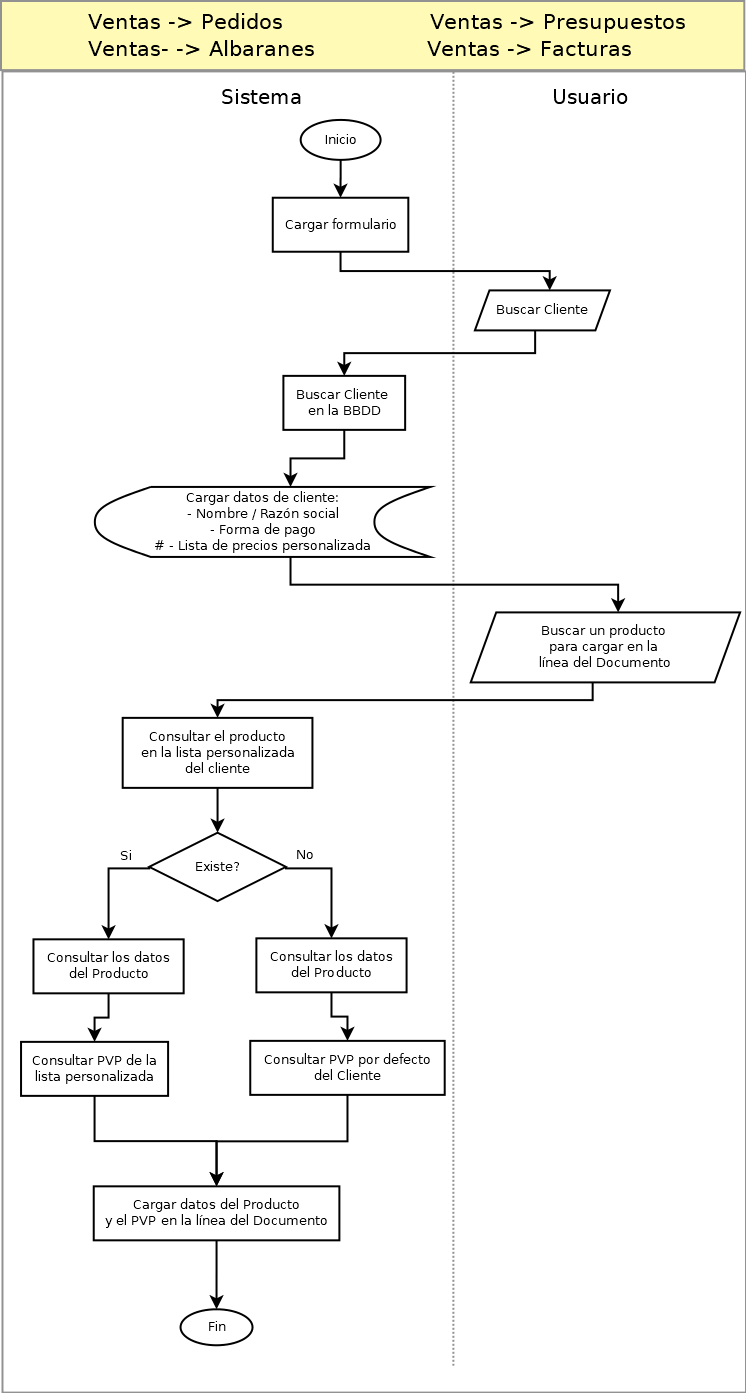 Ventas -> Pedidos
Ventas -> Presupuestos
Ventas- -> Albaranes
Ventas -> Facturas
Sistema
Usuario
Inicio
Cargar formulario
Buscar Cliente
Buscar Cliente
en la BBDD
Cargar datos de cliente:
- Nombre / Razón social
- Forma de pago
# - Lista de precios personalizada
Buscar un producto
para cargar en la
línea del Documento
Consultar el producto
en la lista personalizada
del cliente
Existe?
Si
No
Consultar los datos
del Producto
Consultar los datos
del Producto
Consultar PVP de la
lista personalizada
Consultar PVP por defecto
del Cliente
Cargar datos del Producto
y el PVP en la línea del Documento
Fin